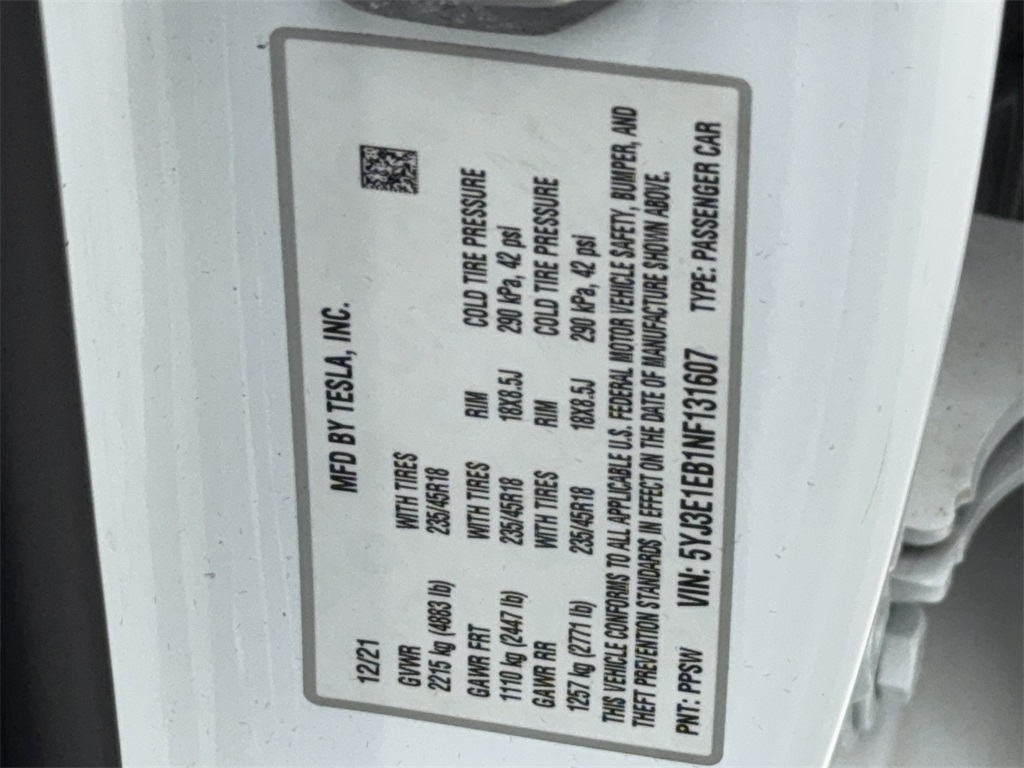 MFD BY TESLA, INC.
12/21
GVWR WITH TIRES
2215 kg (4883 lb) 235/45R18
GAWR FRT WITH TIRES RIM COLD TIRE PRESSURE
1110 kg (2447 lb) 235/45R18 18X8.5J 290 kPa, 42 psi
GAWR RR WITH TIRES RIM COLD TIRE PRESSURE
1257 kg (2771 lb) 235/45R18 18X8.5J 290 kPa, 42 psi
THIS VEHICLE CONFORMS TO ALL APPLICABLE U.S. FEDERAL MOTOR VEHICLE SAFETY, BUMPER, AND
THEFT PREVENTION STANDARDS IN EFFECT ON THE DATE OF MANUFACTURE SHOWN ABOVE.
PNT: PPSW VIN: 5YJ3E1EB1NF131607 TYPE: PASSENGER CAR